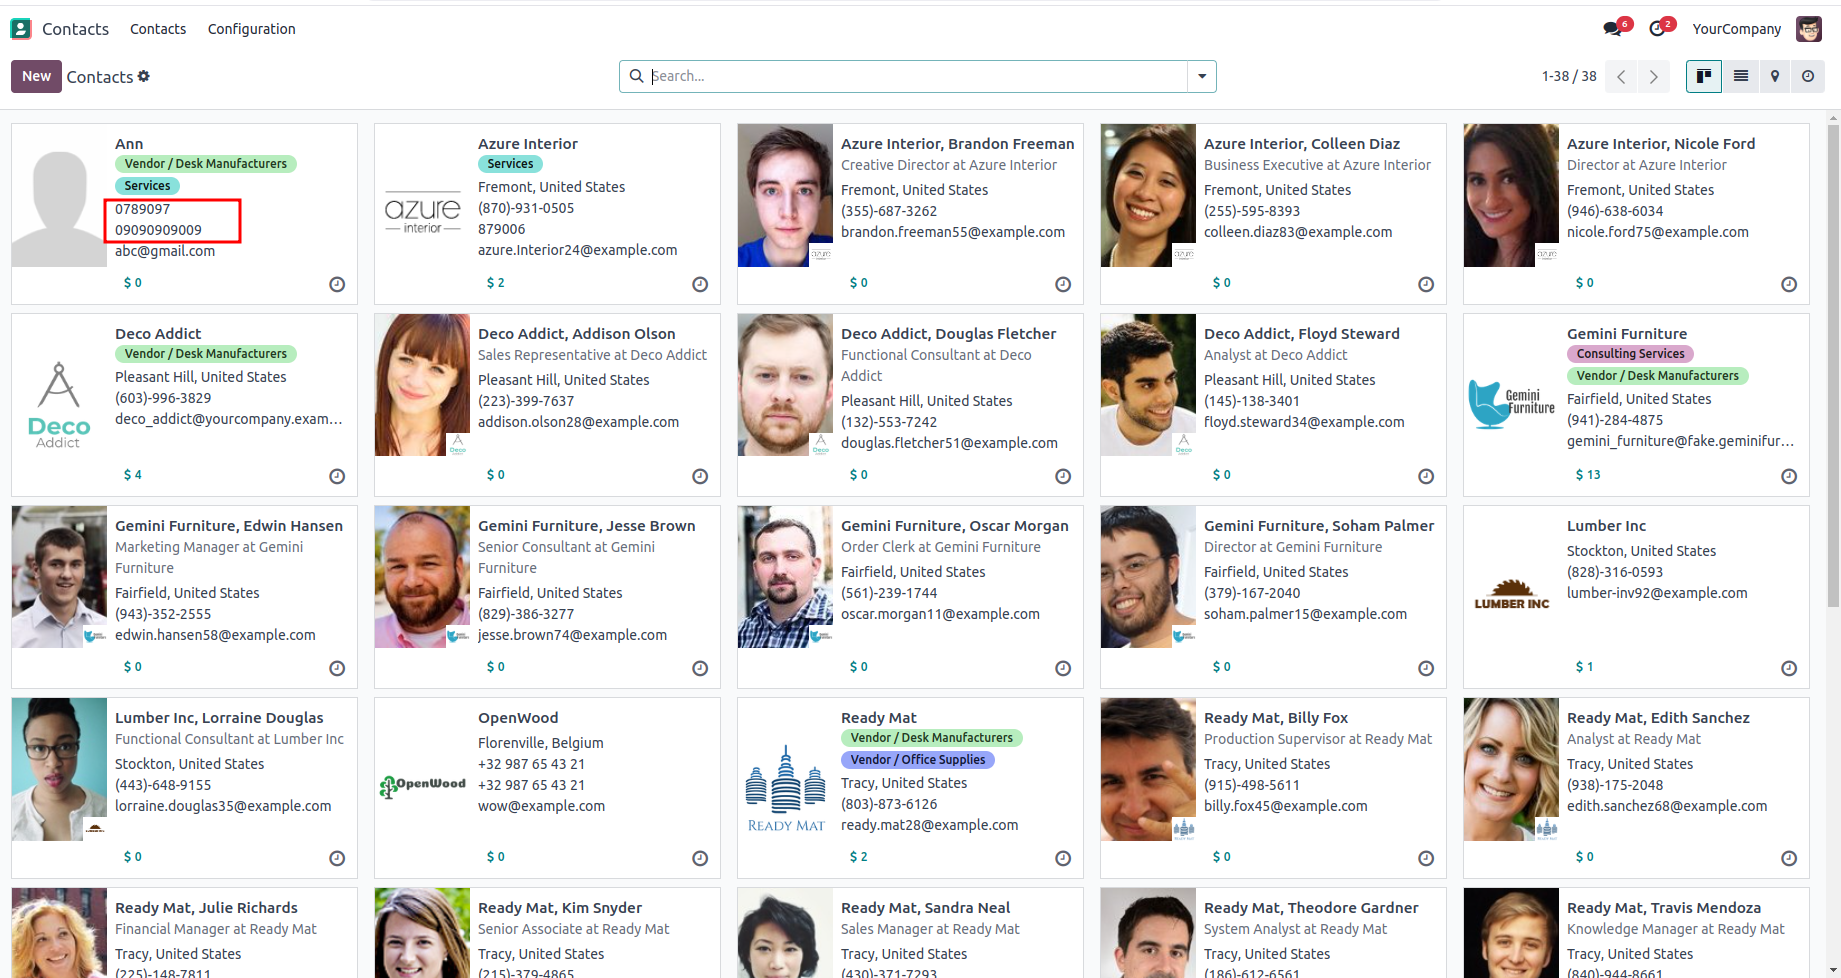 Contacts Contacts Configuration 6 2 YourCompany
New Contacts Search... 1-38 / 38
Ann
Vendor / Desk Manufacturers
Services
0789097
09090909009
abc@gmail.com
$ 0
azure
interior
Azure Interior
Services
Fremont, United States
(870)-931-0505
879006
azure.Interior24@example.com
$ 2
Azure Interior, Brandon Freeman
Creative Director at Azure Interior
Fremont, United States
(355)-687-3262
brandon.freeman55@example.com
azure
$ 0
Azure Interior, Colleen Diaz
Business Executive at Azure Interior
Fremont, United States
(255)-595-8393
colleen.diaz83@example.com
azure
$ 0
Azure Interior, Nicole Ford
Director at Azure Interior
Fremont, United States
(946)-638-6034
nicole.ford75@example.com
azure
$ 0
Deco
Addict
Deco Addict
Vendor / Desk Manufacturers
Pleasant Hill, United States
(603)-996-3829
deco_addict@yourcompany.exam...
$ 4
Deco Addict, Addison Olson
Sales Representative at Deco Addict
Pleasant Hill, United States
(223)-399-7637
addison.olson28@example.com
Deco
$ 0
Deco Addict, Douglas Fletcher
Functional Consultant at Deco
Addict
Pleasant Hill, United States
(132)-553-7242
douglas.fletcher51@example.com
Deco
$ 0
Deco Addict, Floyd Steward
Analyst at Deco Addict
Pleasant Hill, United States
(145)-138-3401
floyd.steward34@example.com
Deco
$ 0
Gemini
Furniture
Gemini Furniture
Consulting Services
Vendor / Desk Manufacturers
Fairfield, United States
(941)-284-4875
gemini_furniture@fake.geminifur...
$ 13
Gemini Furniture, Edwin Hansen
Marketing Manager at Gemini
Furniture
Fairfield, United States
(943)-352-2555
edwin.hansen58@example.com
$ 0
Gemini Furniture, Jesse Brown
Senior Consultant at Gemini
Furniture
Fairfield, United States
(829)-386-3277
jesse.brown74@example.com
$ 0
Gemini Furniture, Oscar Morgan
Order Clerk at Gemini Furniture
Fairfield, United States
(561)-239-1744
oscar.morgan11@example.com
$ 0
Gemini Furniture, Soham Palmer
Director at Gemini Furniture
Fairfield, United States
(379)-167-2040
soham.palmer15@example.com
$ 0
LUMBER INC
Lumber Inc
Stockton, United States
(828)-316-0593
lumber-inv92@example.com
$ 1
Lumber Inc, Lorraine Douglas
Functional Consultant at Lumber Inc
Stockton, United States
(443)-648-9155
lorraine.douglas35@example.com
$ 0
OpenWood
OpenWood
Florenville, Belgium
+32 987 65 43 21
+32 987 65 43 21
wow@example.com
$ 0
READY MAT
Ready Mat
Vendor / Desk Manufacturers
Vendor / Office Supplies
Tracy, United States
(803)-873-6126
ready.mat28@example.com
$ 2
Ready Mat, Billy Fox
Production Supervisor at Ready Mat
Tracy, United States
(915)-498-5611
billy.fox45@example.com
$ 0
Ready Mat, Edith Sanchez
Analyst at Ready Mat
Tracy, United States
(938)-175-2048
edith.sanchez68@example.com
$ 0
Ready Mat, Julie Richards
Financial Manager at Ready Mat
Tracy, United States
(225)-148-7811
Ready Mat, Kim Snyder
Senior Associate at Ready Mat
Tracy, United States
(215)-379-4865
Ready Mat, Sandra Neal
Sales Manager at Ready Mat
Tracy, United States
(430)-371-7293
Ready Mat, Theodore Gardner
System Analyst at Ready Mat
Tracy, United States
(186)-612-6561
Ready Mat, Travis Mendoza
Knowledge Manager at Ready Mat
Tracy, United States
(840)-944-8661